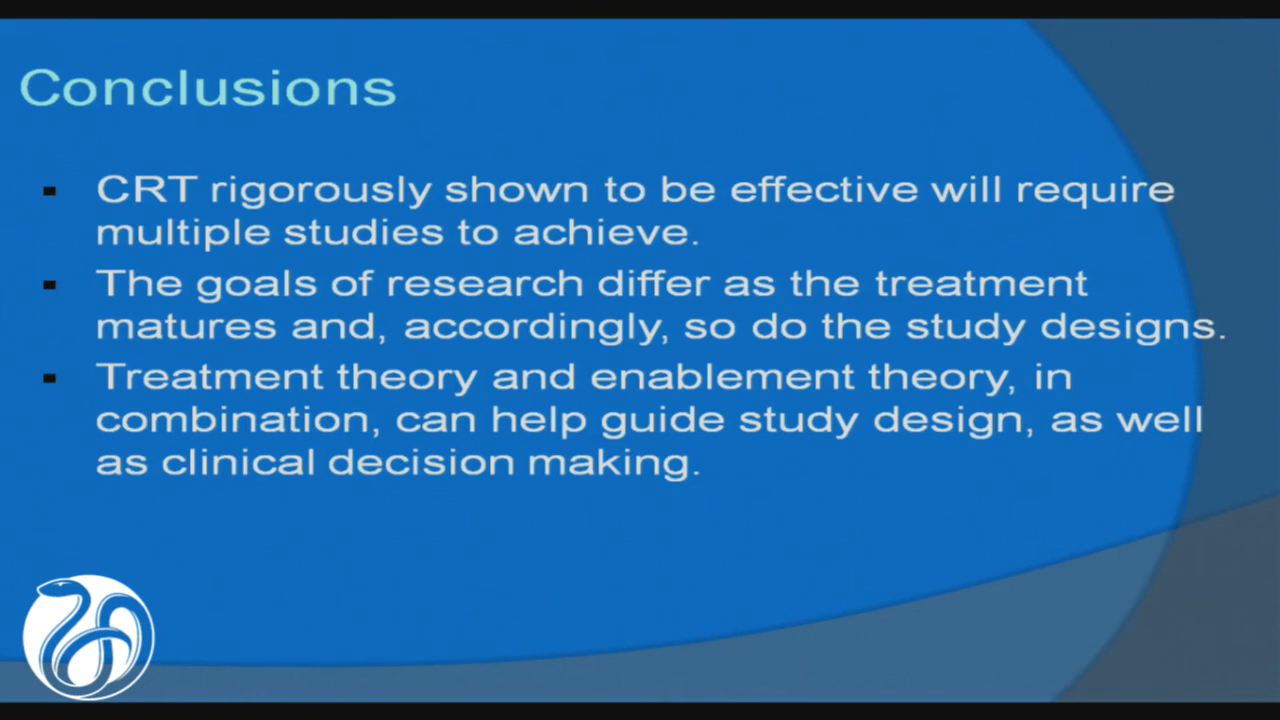 Conclusions
CRT rigorously shown to be effective will require
multiple studies to achieve.
The goals of research differ as the treatment
matures and, accordingly, so do the study designs.
Treatment theory and enablement theory, in
combination, can help guide study design, as well
as clinical decision making.